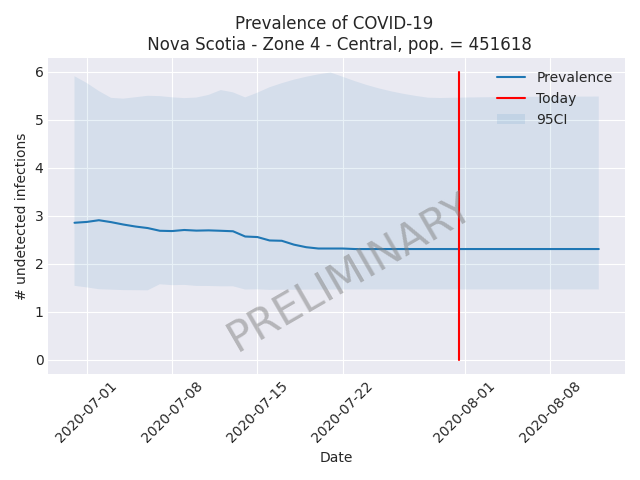 Prevalence of COVID-19
Nova Scotia - Zone 4 - Central, pop. = 451618
# undetected infections
6
5
4
3
2
1
0
Prevalence
Today
95CI
PRELIMINARY
2020-07-01
2020-07-08
2020-07-15
2020-07-22
2020-08-01
2020-08-08
Date